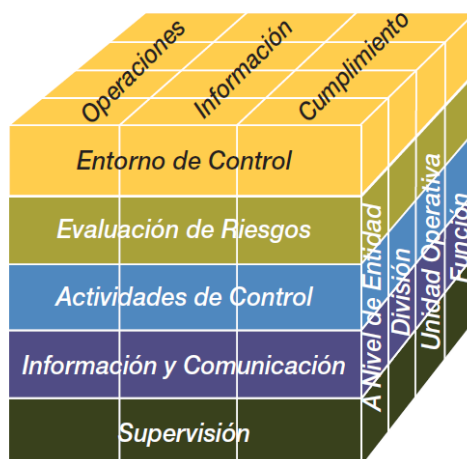 Operaciones
Información
Cumplimiento
Entorno de Control
Evaluación de Riesgos
Actividades de Control
Información y Comunicación
Supervisión
A Nivel de Entidad
División
Unidad Operativa
Función